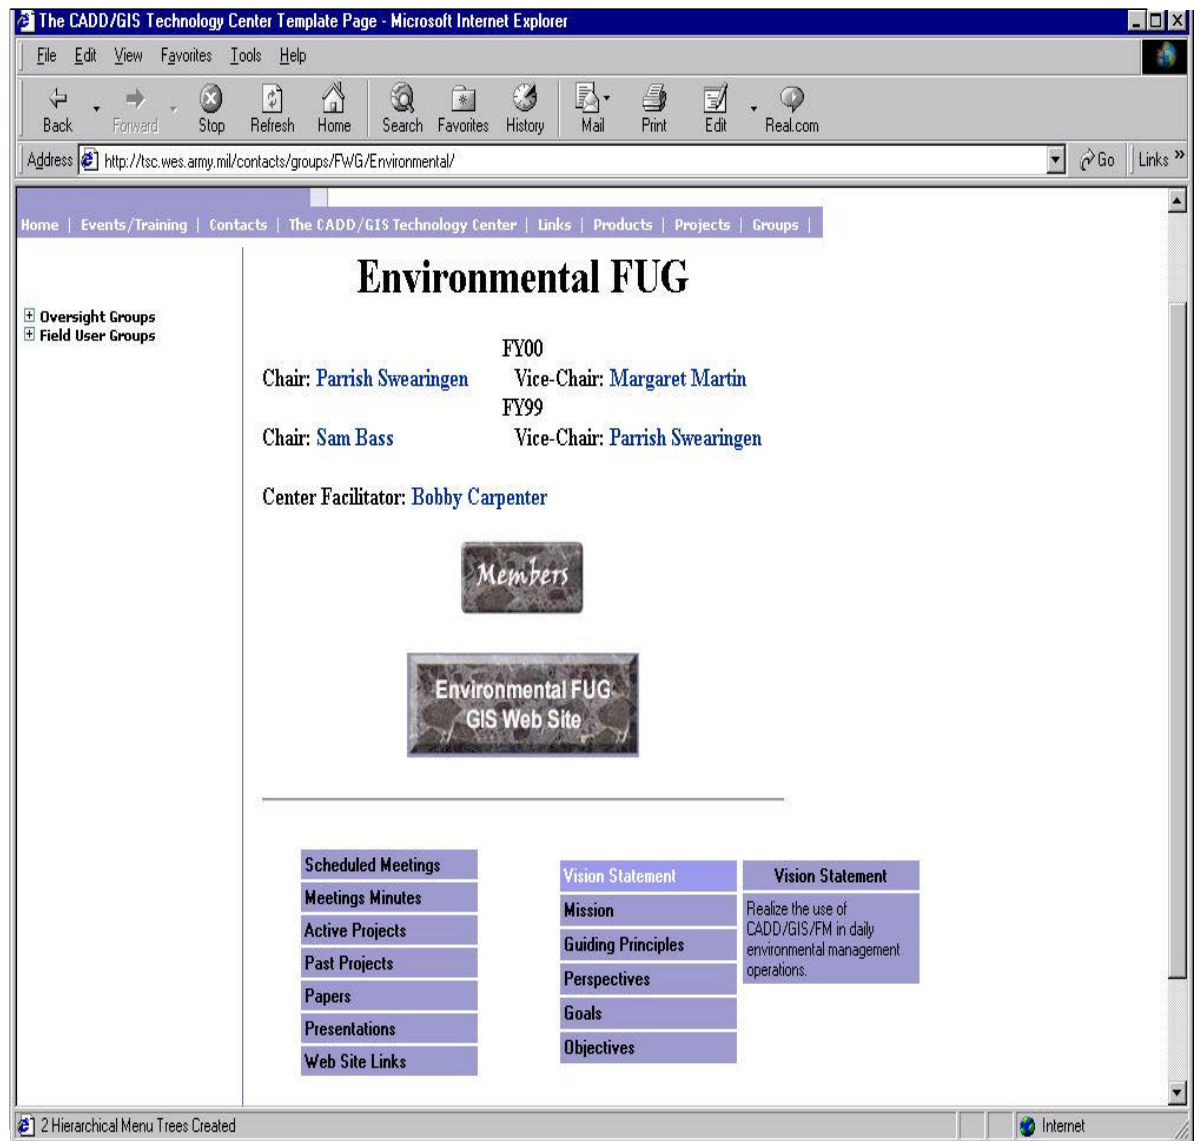 The CADD/GIS Technology Center Template Page - Microsoft Internet Explorer
File Edit View Favorites Tools Help
Back Forward Stop Refresh Home Search Favorites History Mail Print Edit Real.com
Address http://tsc.wes.army.mil/contacts/groups/FWG/Environmental/ Go Links »
Home | Events/Training | Contacts | The CADD/GIS Technology Center | Links | Products | Projects | Groups |
Environmental FUG
Oversight Groups
Field User Groups
FY00
Chair: Parrish Swearingen Vice-Chair: Margaret Martin
FY99
Chair: Sam Bass Vice-Chair: Parrish Swearingen
Center Facilitator: Bobby Carpenter
Members
Environmental FUG
GIS Web Site
Scheduled Meetings
Meetings Minutes
Active Projects
Past Projects
Papers
Presentations
Web Site Links
Vision Statement
Mission
Guiding Principles
Perspectives
Goals
Objectives
Vision Statement
Realize the use of
CADD/GIS/FM in daily
environmental management
operations.
2 Hierarchical Menu Trees Created Internet